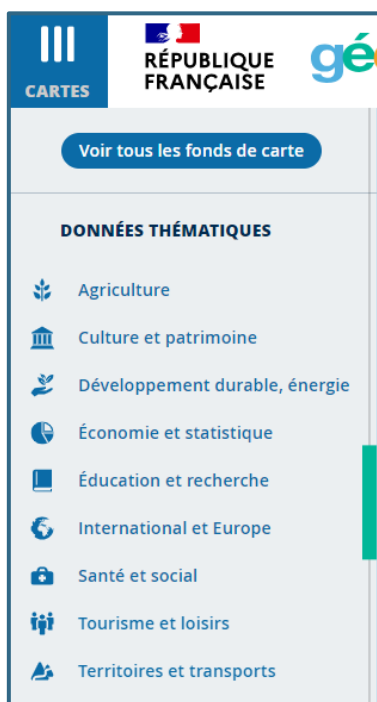 CARTES
RÉPUBLIQUE
FRANÇAISE
gé
Voir tous les fonds de carte
DONNÉES THÉMATIQUES
Agriculture
Culture et patrimoine
Développement durable, énergie
Économie et statistique
Éducation et recherche
International et Europe
Santé et social
Tourisme et loisirs
Territoires et transports